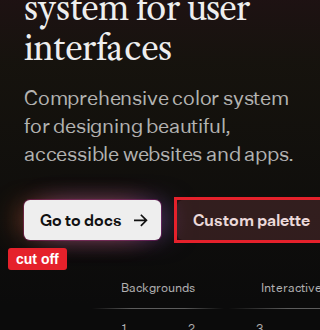 system for user
interfaces
Comprehensive color system
for designing beautiful,
accessible websites and apps.
Go to docs → Custom palette
cut off
Backgrounds Interactive
1 2 3